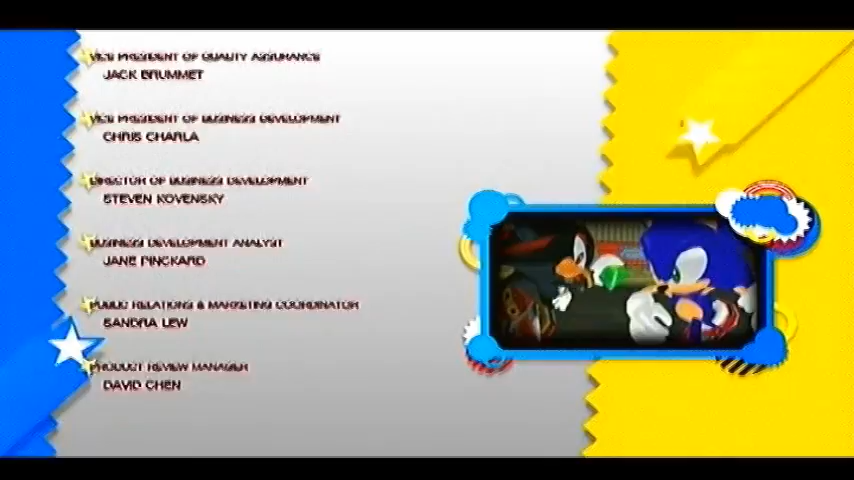 VICE PRESIDENT OF QUALITY ASSURANCE
JACK BRUMMET
VICE PRESIDENT OF BUSINESS DEVELOPMENT
CHRIS CHARLA
DIRECTOR OF BUSINESS DEVELOPMENT
STEVEN KOVENSKY
BUSINESS DEVELOPMENT ANALYST
JANE PINCKARD
PUBLIC RELATIONS & MARKETING COORDINATOR
SANDRA LEW
PRODUCT REVIEW MANAGER
DAVID CHEN